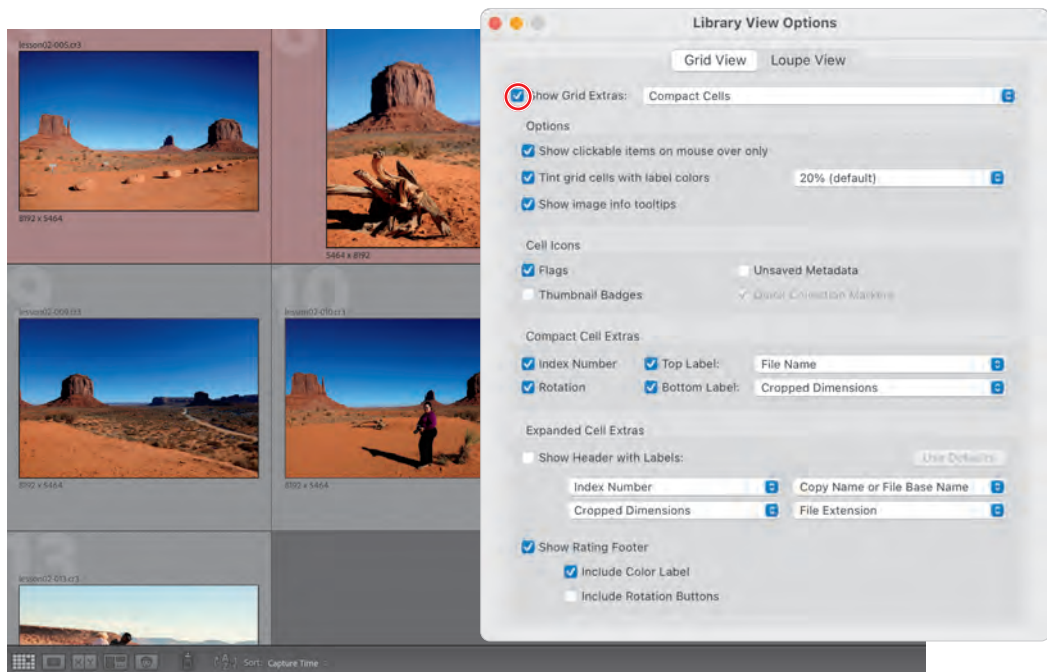 Library View Options
Grid View Loupe View
Show Grid Extras: Compact Cells
Options
Show clickable items on mouse over only
Tint grid cells with label colors 20% (default)
Show image info tooltips
Cell Icons
Flags Unsaved Metadata
Thumbnail Badges Quick Collection Markers
Compact Cell Extras
Index Number Top Label: File Name
Rotation Bottom Label: Cropped Dimensions
Expanded Cell Extras
Show Header with Labels: Use Defaults
Index Number Copy Name or File Base Name
Cropped Dimensions File Extension
Show Rating Footer
Include Color Label
Include Rotation Buttons
lesson02-005.cr3
8192 x 5464
5464 x 8192
9
10
lesson02-009.cr3
lesson02-010.cr3
8192 x 5464
8192 x 5464
13
lesson02-013.cr3
Sort: Capture Time